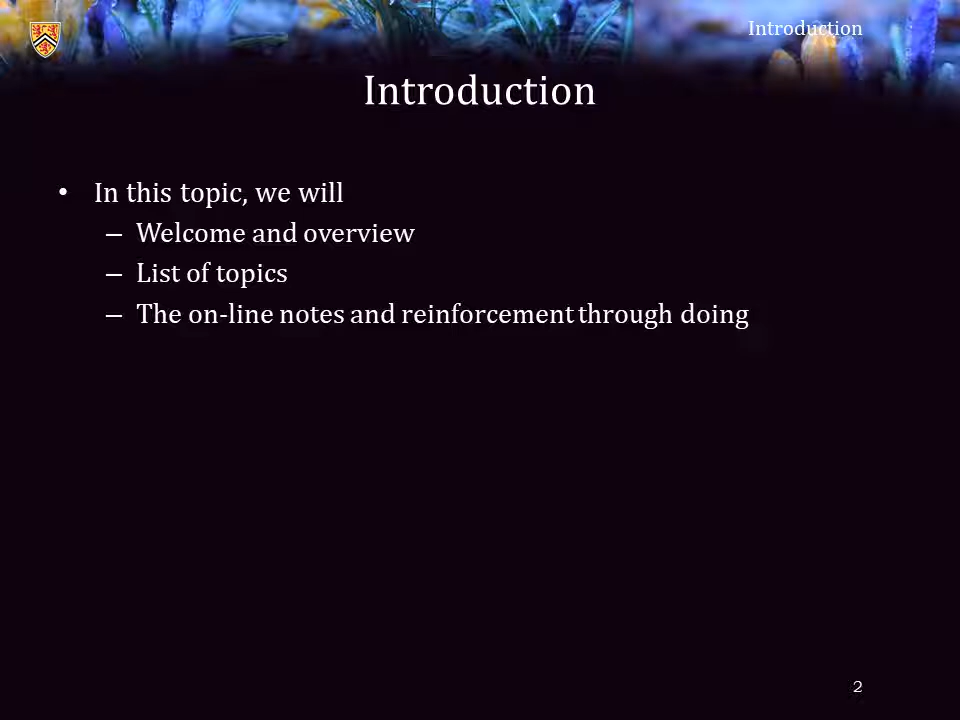 Introduction
Introduction
• In this topic, we will
– Welcome and overview
– List of topics
– The on-line notes and reinforcement through doing
2